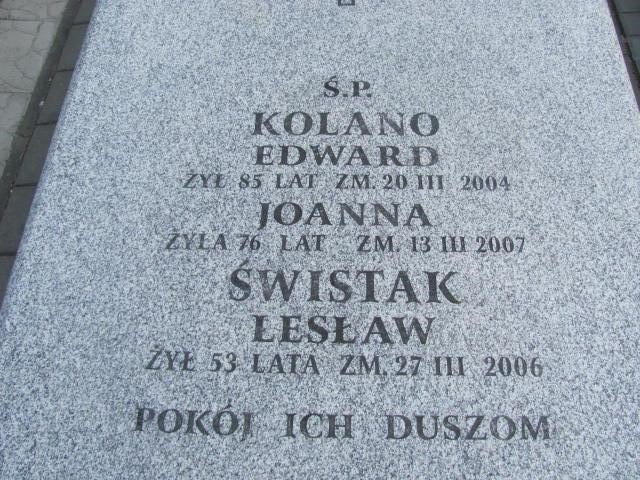 Ś.P.
KOLANO
EDWARD
ŻYŁ 85 LAT ZM. 20 III 2004
JOANNA
ŻYŁA 76 LAT ZM. 13 III 2007
ŚWISTAK
LESŁAW
ŻYŁ 53 LATA ZM. 27 III 2006
POKÓJ ICH DUSZOM